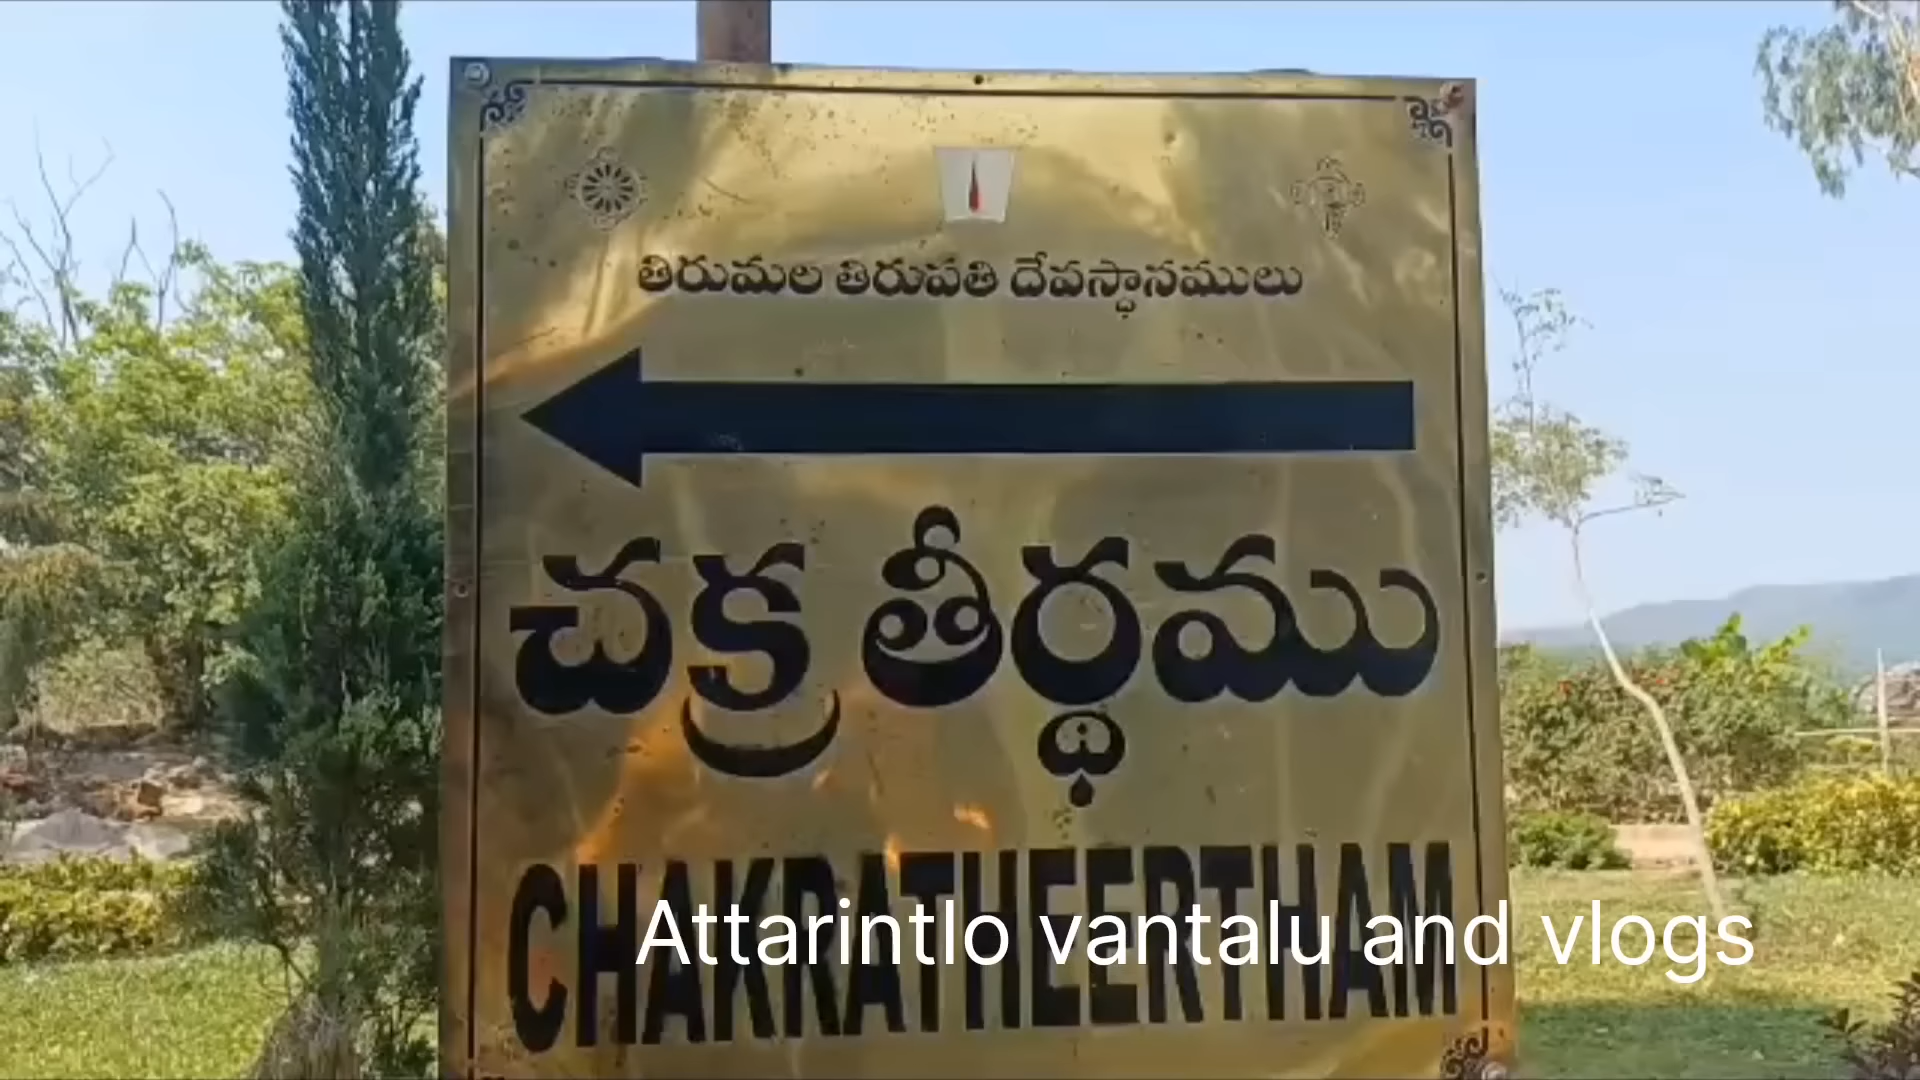 తిరుమల తిరుపతి దేవస్థానములు
చక్ర తీర్థము
CHAKRATHEERTHAM
Attarintlo vantalu and vlogs